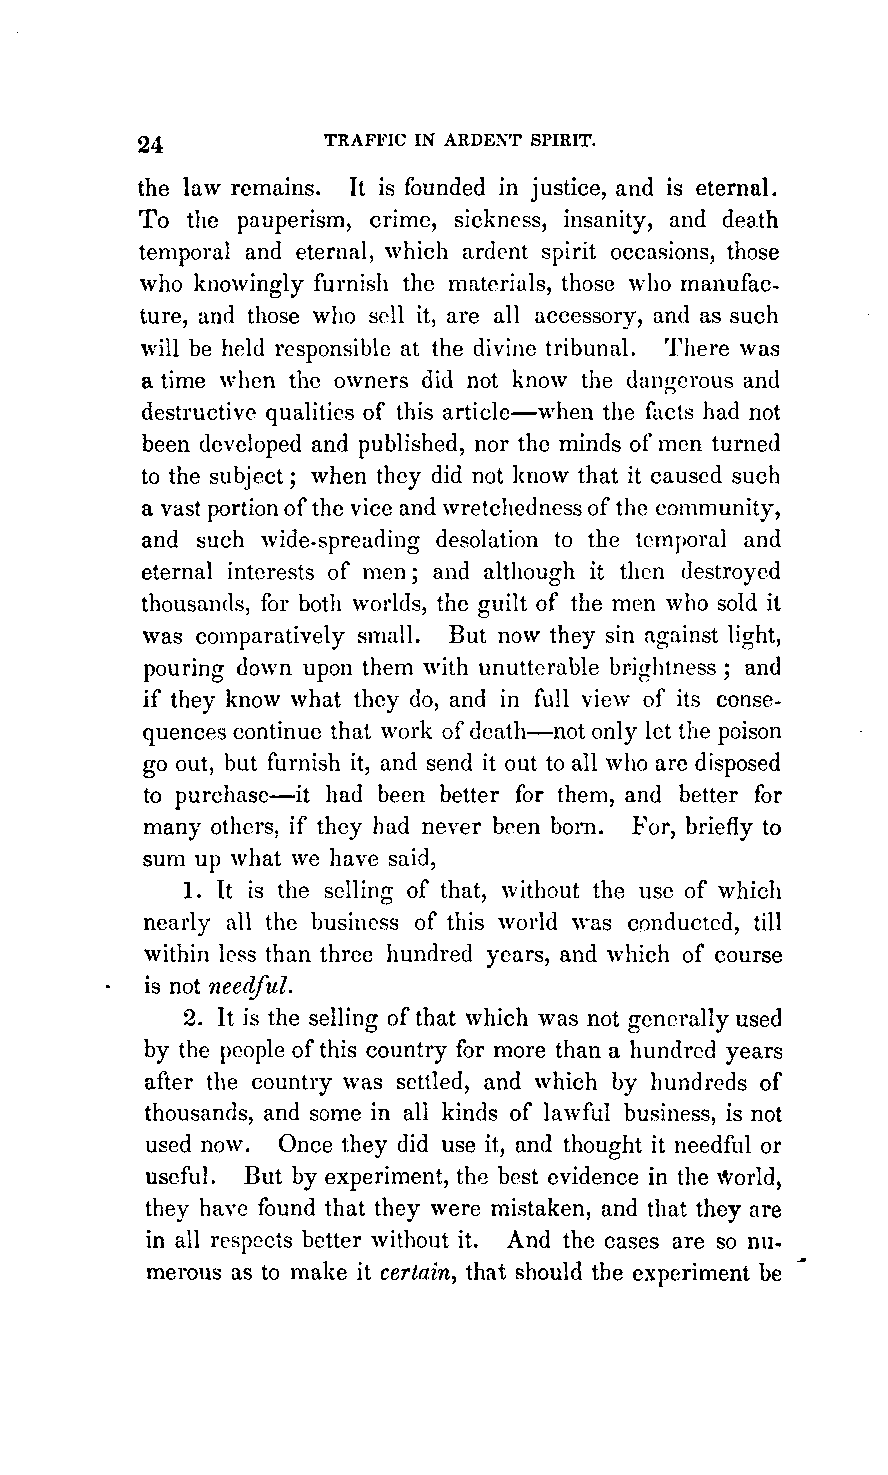 24 TRAFFIC IN ARDENT SPIRIT.
the law remains. It is founded in justice, and is eternal.
To the pauperism, crime, sickness, insanity, and death
temporal and eternal, which ardent spirit occasions, those
who knowingly furnish the materials, those who manufac-
ture, and those who sell it, are all accessory, and as such
will be held responsible at the divine tribunal. There was
a time when the owners did not know the dangerous and
destructive qualities of this article—when the facts had not
been developed and published, nor the minds of men turned
to the subject; when they did not know that it caused such
a vast portion of the vice and wretchedness of the community,
and such wide-spreading desolation to the temporal and
eternal interests of men; and although it then destroyed
thousands, for both worlds, the guilt of the men who sold it
was comparatively small. But now they sin against light,
pouring down upon them with unutterable brightness; and
if they know what they do, and in full view of its conse-
quences continue that work of death—not only let the poison
go out, but furnish it, and send it out to all who are disposed
to purchase—it had been better for them, and better for
many others, if they had never been born. For, briefly to
sum up what we have said,
1. It is the selling of that, without the use of which
nearly all the business of this world was conducted, till
within less than three hundred years, and which of course
is not needful.
2. It is the selling of that which was not generally used
by the people of this country for more than a hundred years
after the country was settled, and which by hundreds of
thousands, and some in all kinds of lawful business, is not
used now. Once they did use it, and thought it needful or
useful. But by experiment, the best evidence in the world,
they have found that they were mistaken, and that they are
in all respects better without it. And the cases are so nu-
merous as to make it certain, that should the experiment be